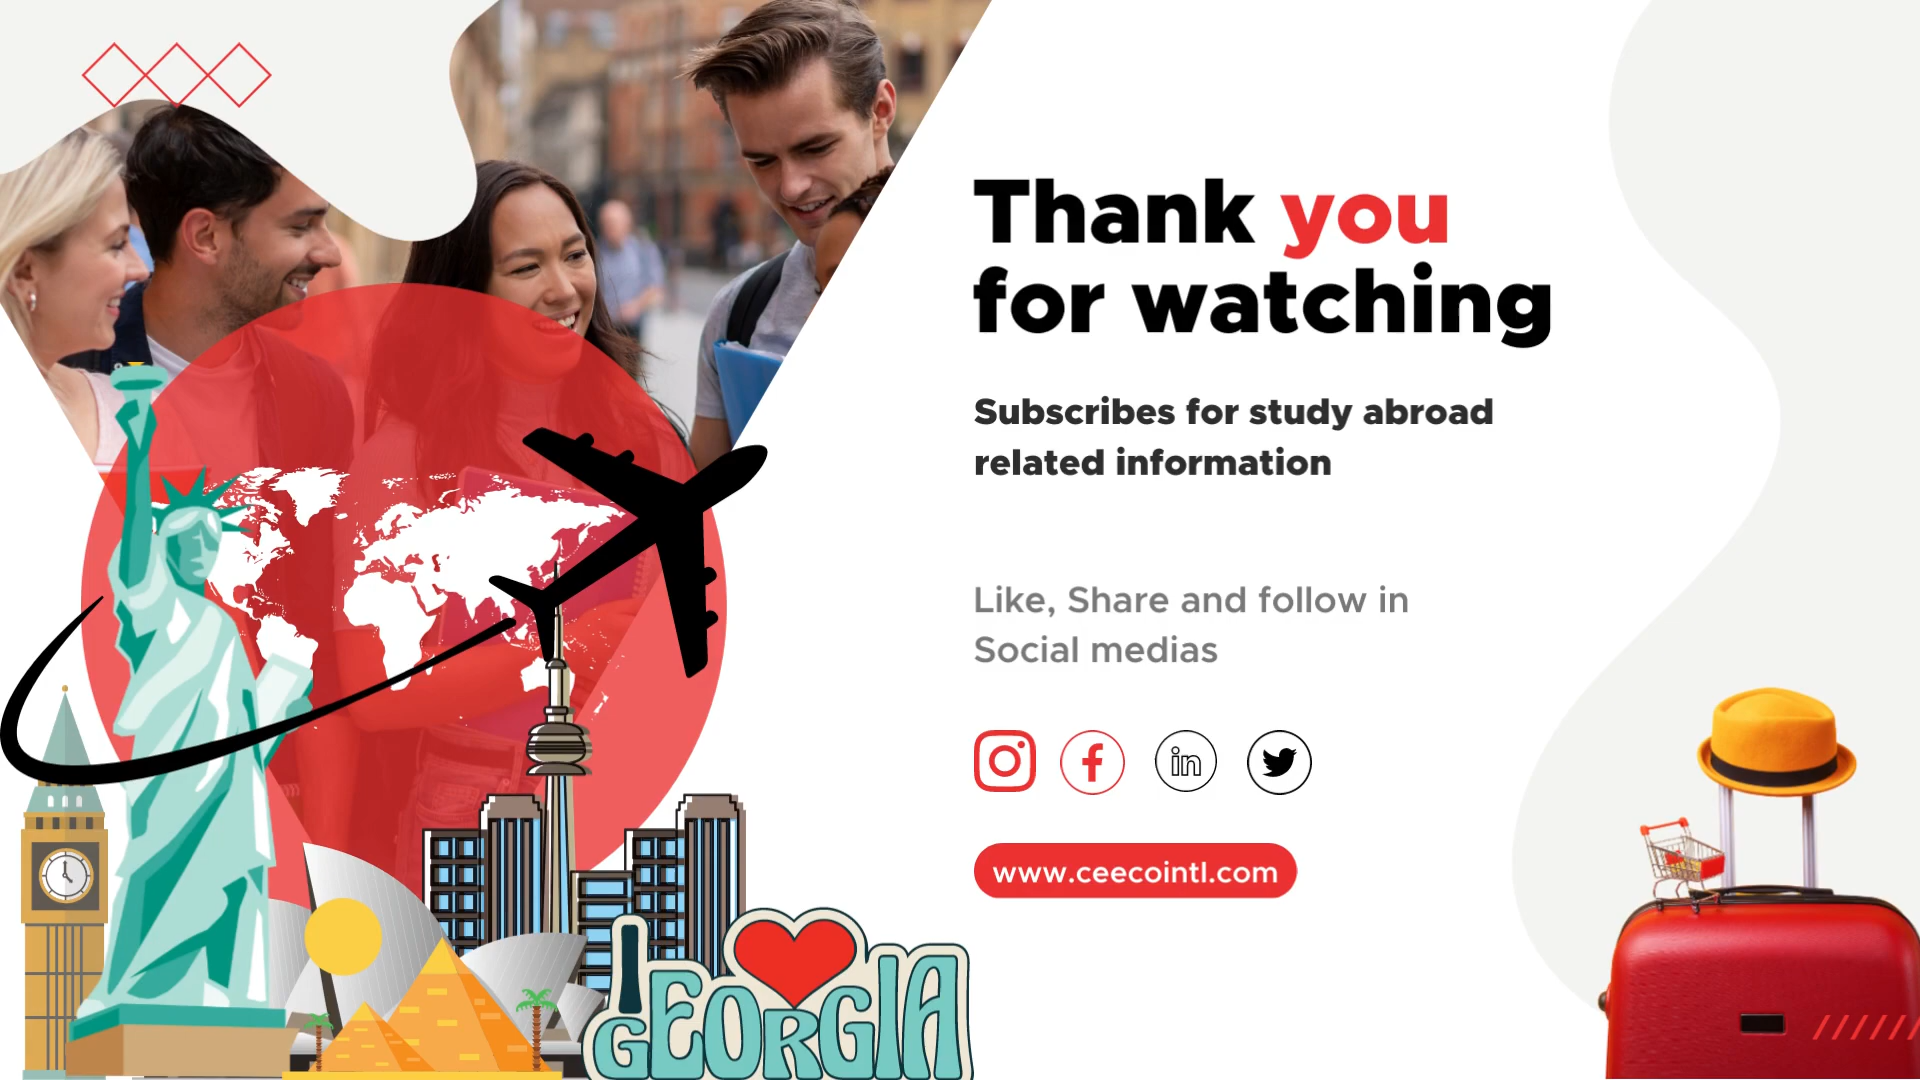 Thank you
for watching
Subscribes for study abroad
related information
Like, Share and follow in
Social medias
in
www.ceecointl.com
I
GEORGIA